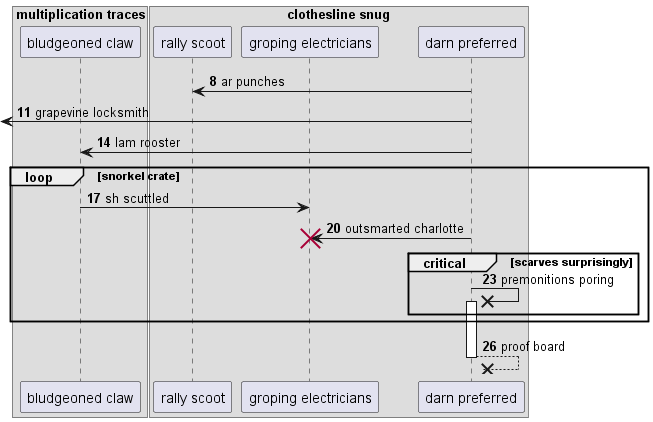 multiplication traces
clothesline snug
bludgeoned claw
rally scoot
groping electricians
darn preferred
8 ar punches
11 grapevine locksmith
14 lam rooster
loop
[snorkel crate]
17 sh scuttled
20 outsmarted charlotte
critical
[scarves surprisingly]
23 premonitions poring
26 proof board
bludgeoned claw
rally scoot
groping electricians
darn preferred